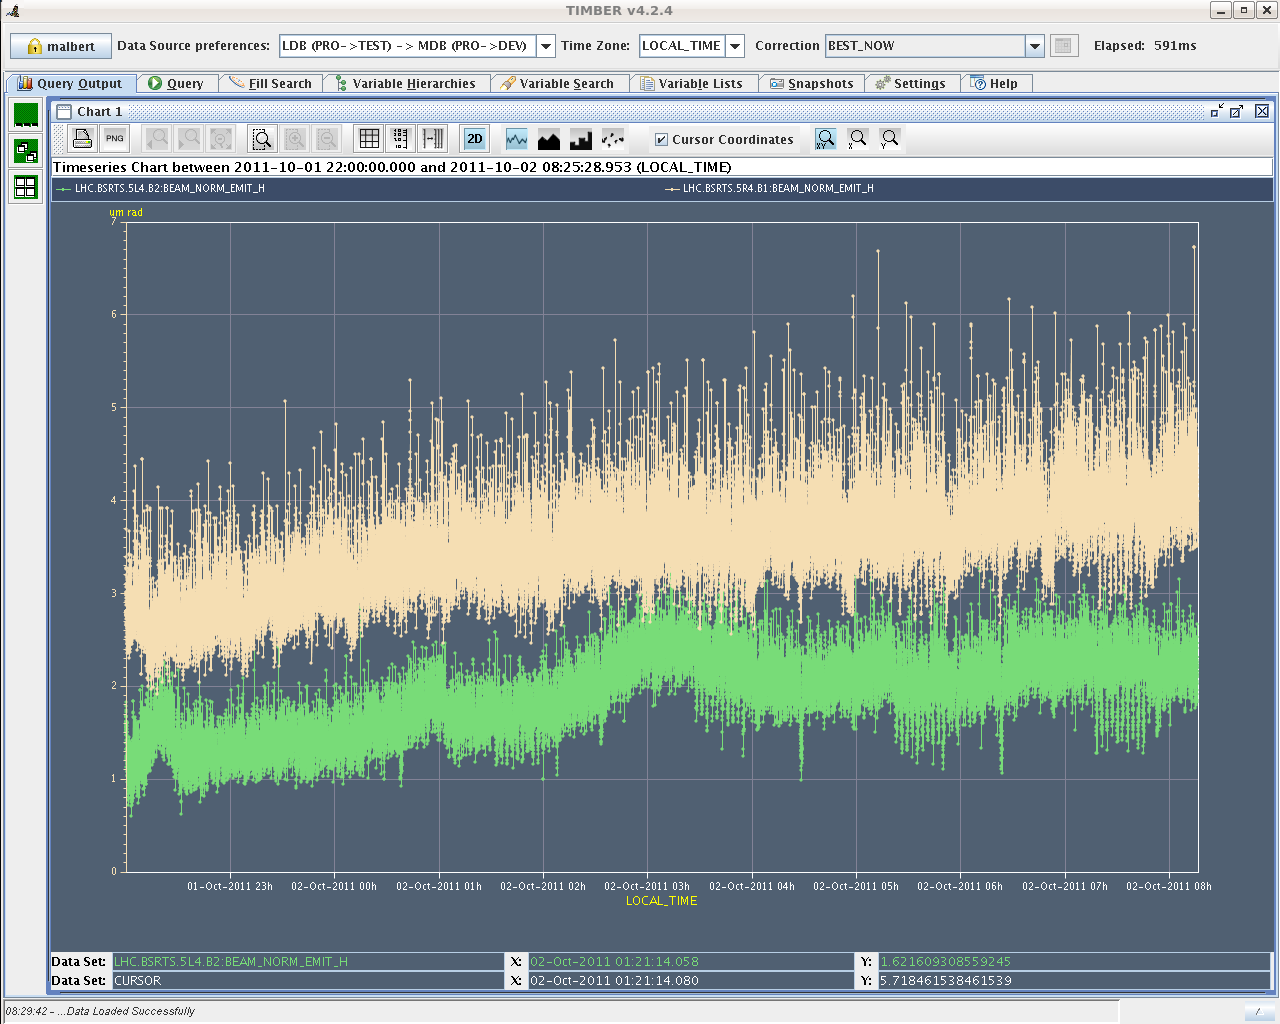 TIMBER v4.2.4
malbert Data Source preferences: LDB (PRO->TEST) -> MDB (PRO->DEV) Time Zone: LOCAL_TIME Correction BEST_NOW Elapsed: 591ms
Query Output Query Fill Search Variable Hierarchies Variable Search Variable Lists Snapshots Settings Help
Chart 1
PNG 2D Cursor Coordinates XY X Y
Timeseries Chart between 2011-10-01 22:00:00.000 and 2011-10-02 08:25:28.953 (LOCAL_TIME)
LHC.BSRTS.5L4.B2:BEAM_NORM_EMIT_H LHC.BSRTS.5R4.B1:BEAM_NORM_EMIT_H
um rad
7
6
5
4
3
2
1
0
01-Oct-2011 23h 02-Oct-2011 00h 02-Oct-2011 01h 02-Oct-2011 02h 02-Oct-2011 03h 02-Oct-2011 04h 02-Oct-2011 05h 02-Oct-2011 06h 02-Oct-2011 07h 02-Oct-2011 08h
LOCAL_TIME
Data Set: LHC.BSRTS.5L4.B2:BEAM_NORM_EMIT_H X: 02-Oct-2011 01:21:14.058 Y: 1.621609308559245
Data Set: CURSOR X: 02-Oct-2011 01:21:14.080 Y: 5.718461538461539
08:29:42 - ...Data Loaded Successfully